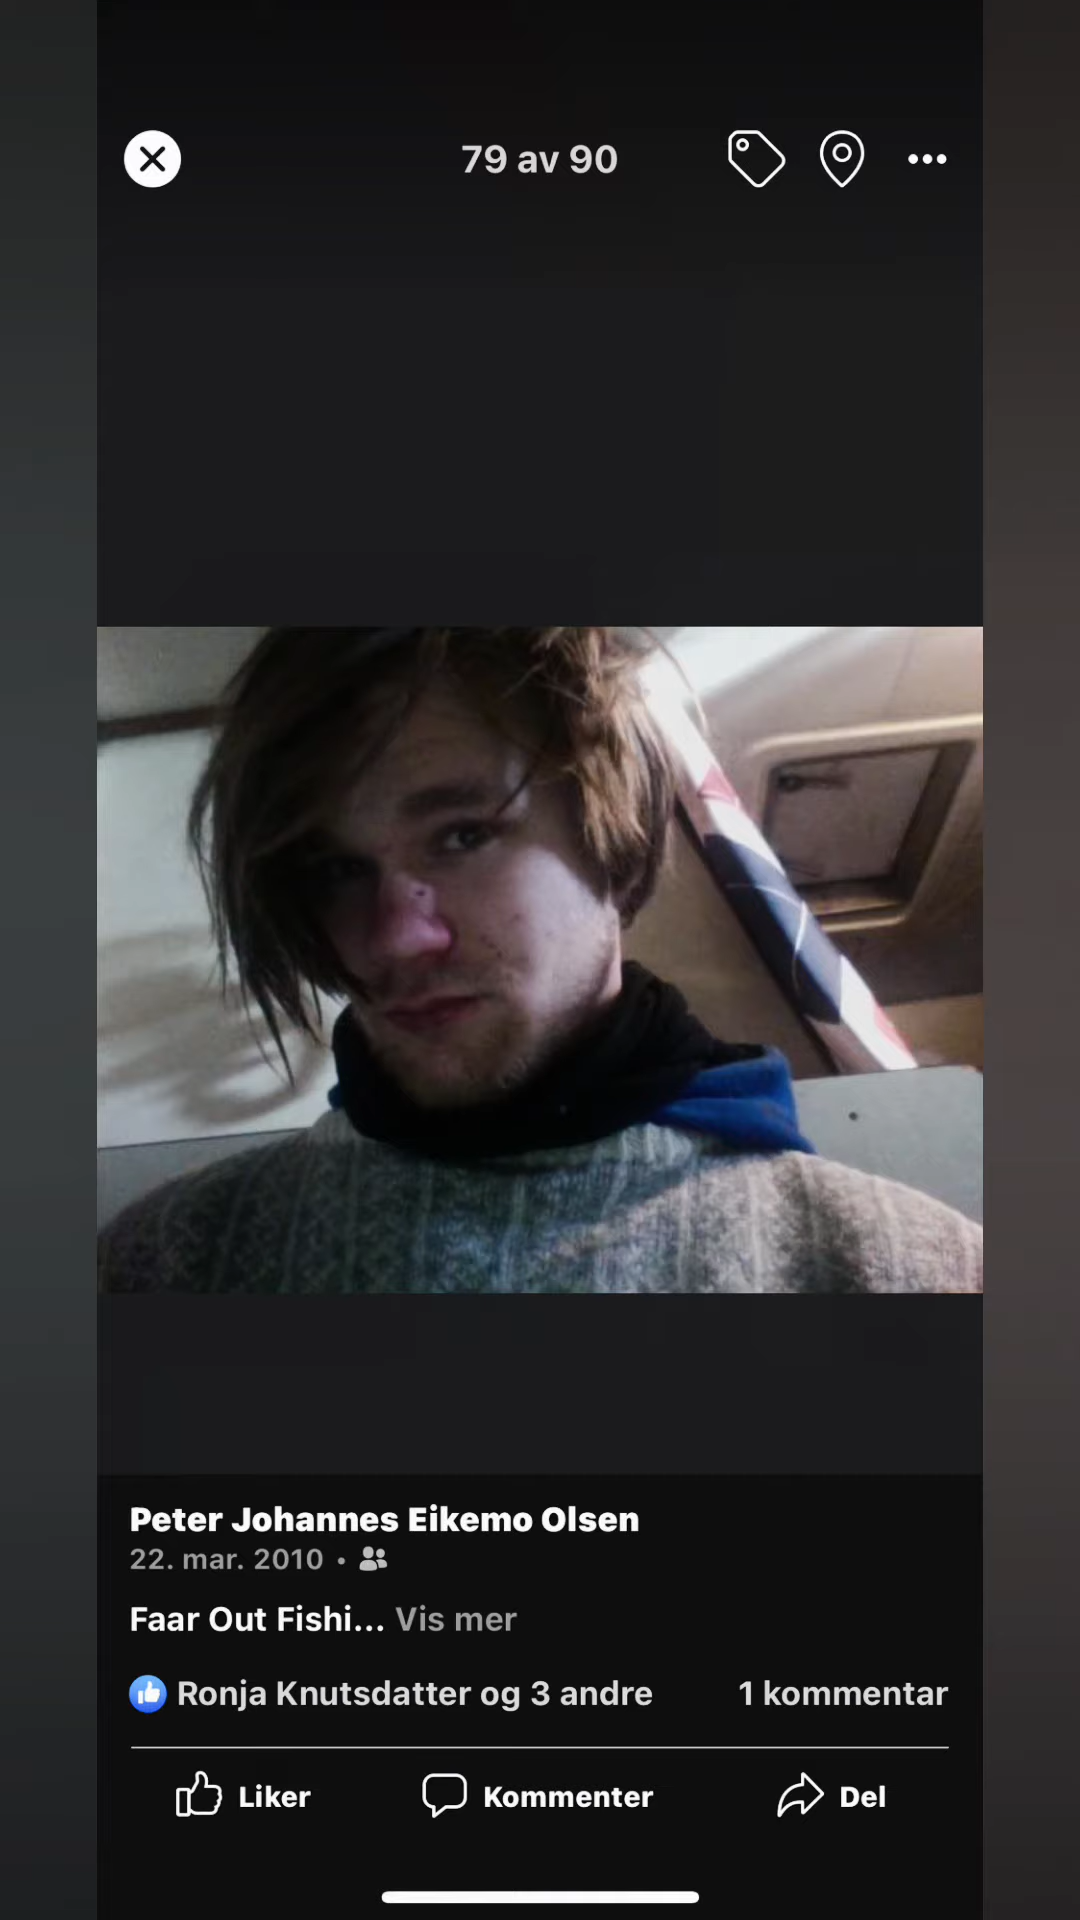 79 av 90
Peter Johannes Eikemo Olsen
22. mar. 2010 •
Faar Out Fishi... Vis mer
Ronja Knutsdatter og 3 andre 1 kommentar
Liker Kommenter Del